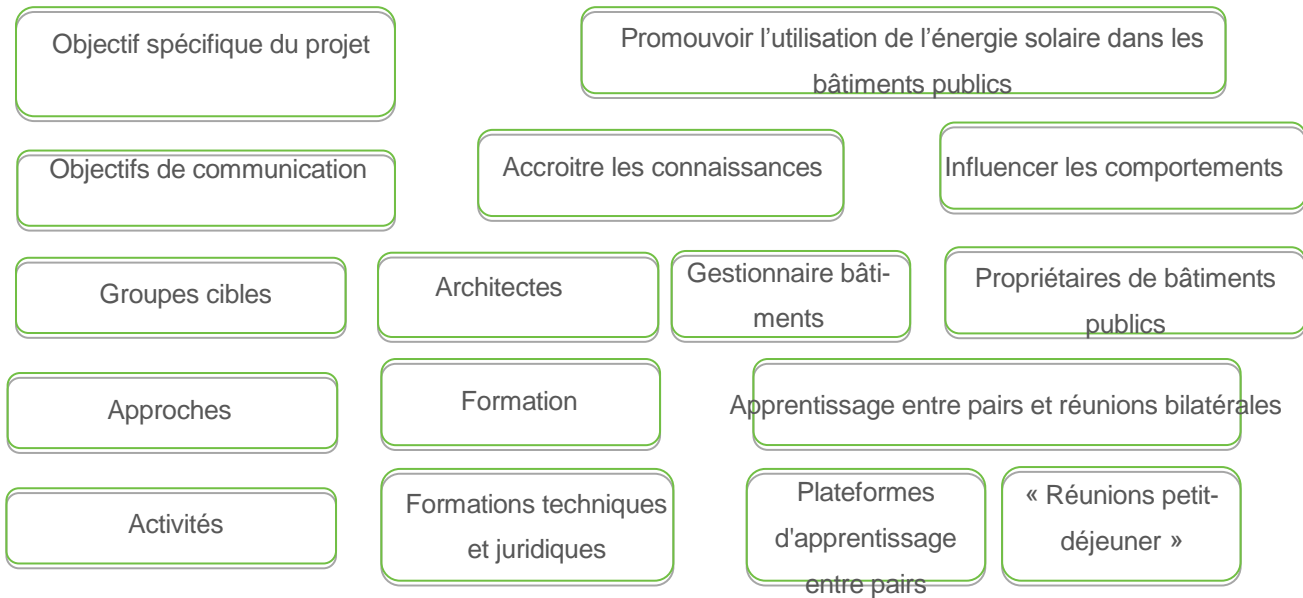 Objectif spécifique du projet
Promouvoir l’utilisation de l’énergie solaire dans les
bâtiments publics
Objectifs de communication
Accroitre les connaissances
Influencer les comportements
Groupes cibles
Architectes
Gestionnaire bâti-
ments
Propriétaires de bâtiments
publics
Approches
Formation
Apprentissage entre pairs et réunions bilatérales
Activités
Formations techniques
et juridiques
Plateformes
d'apprentissage
entre pairs
« Réunions petit-
déjeuner »